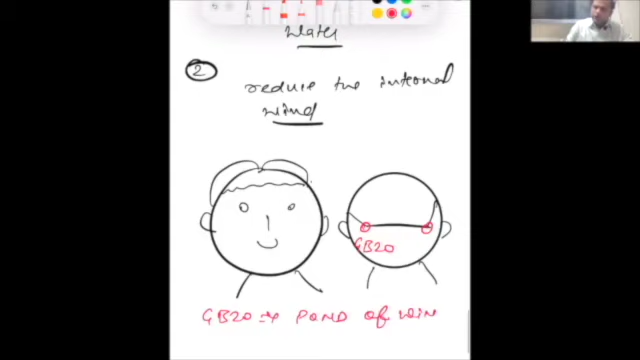 water
2
reduce the internal
wind
GB20
GB20 → Pond of win